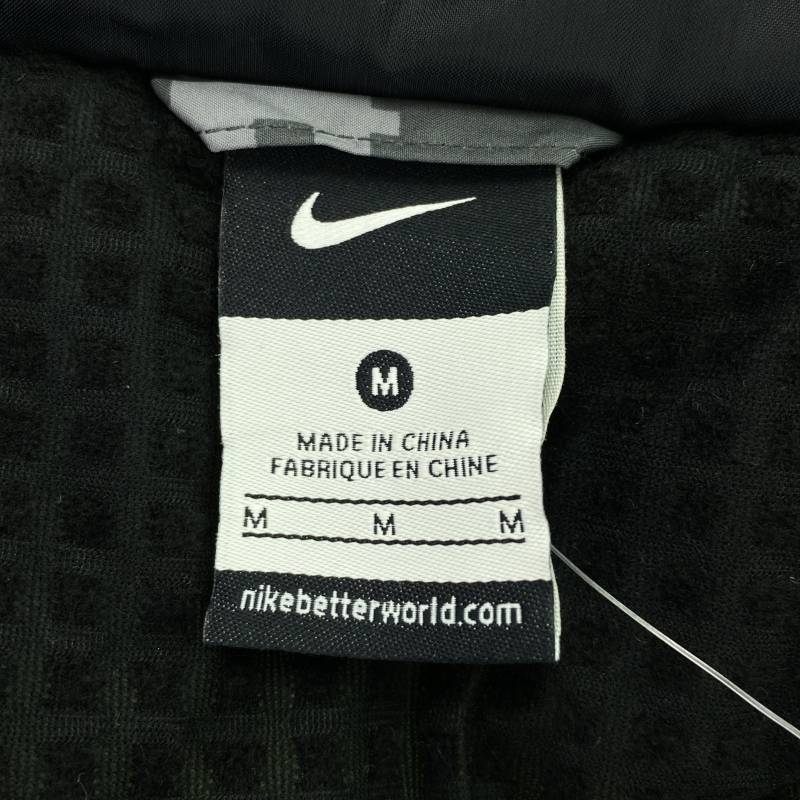 M
MADE IN CHINA
FABRIQUE EN CHINE
M M M
nikebetterworld.com